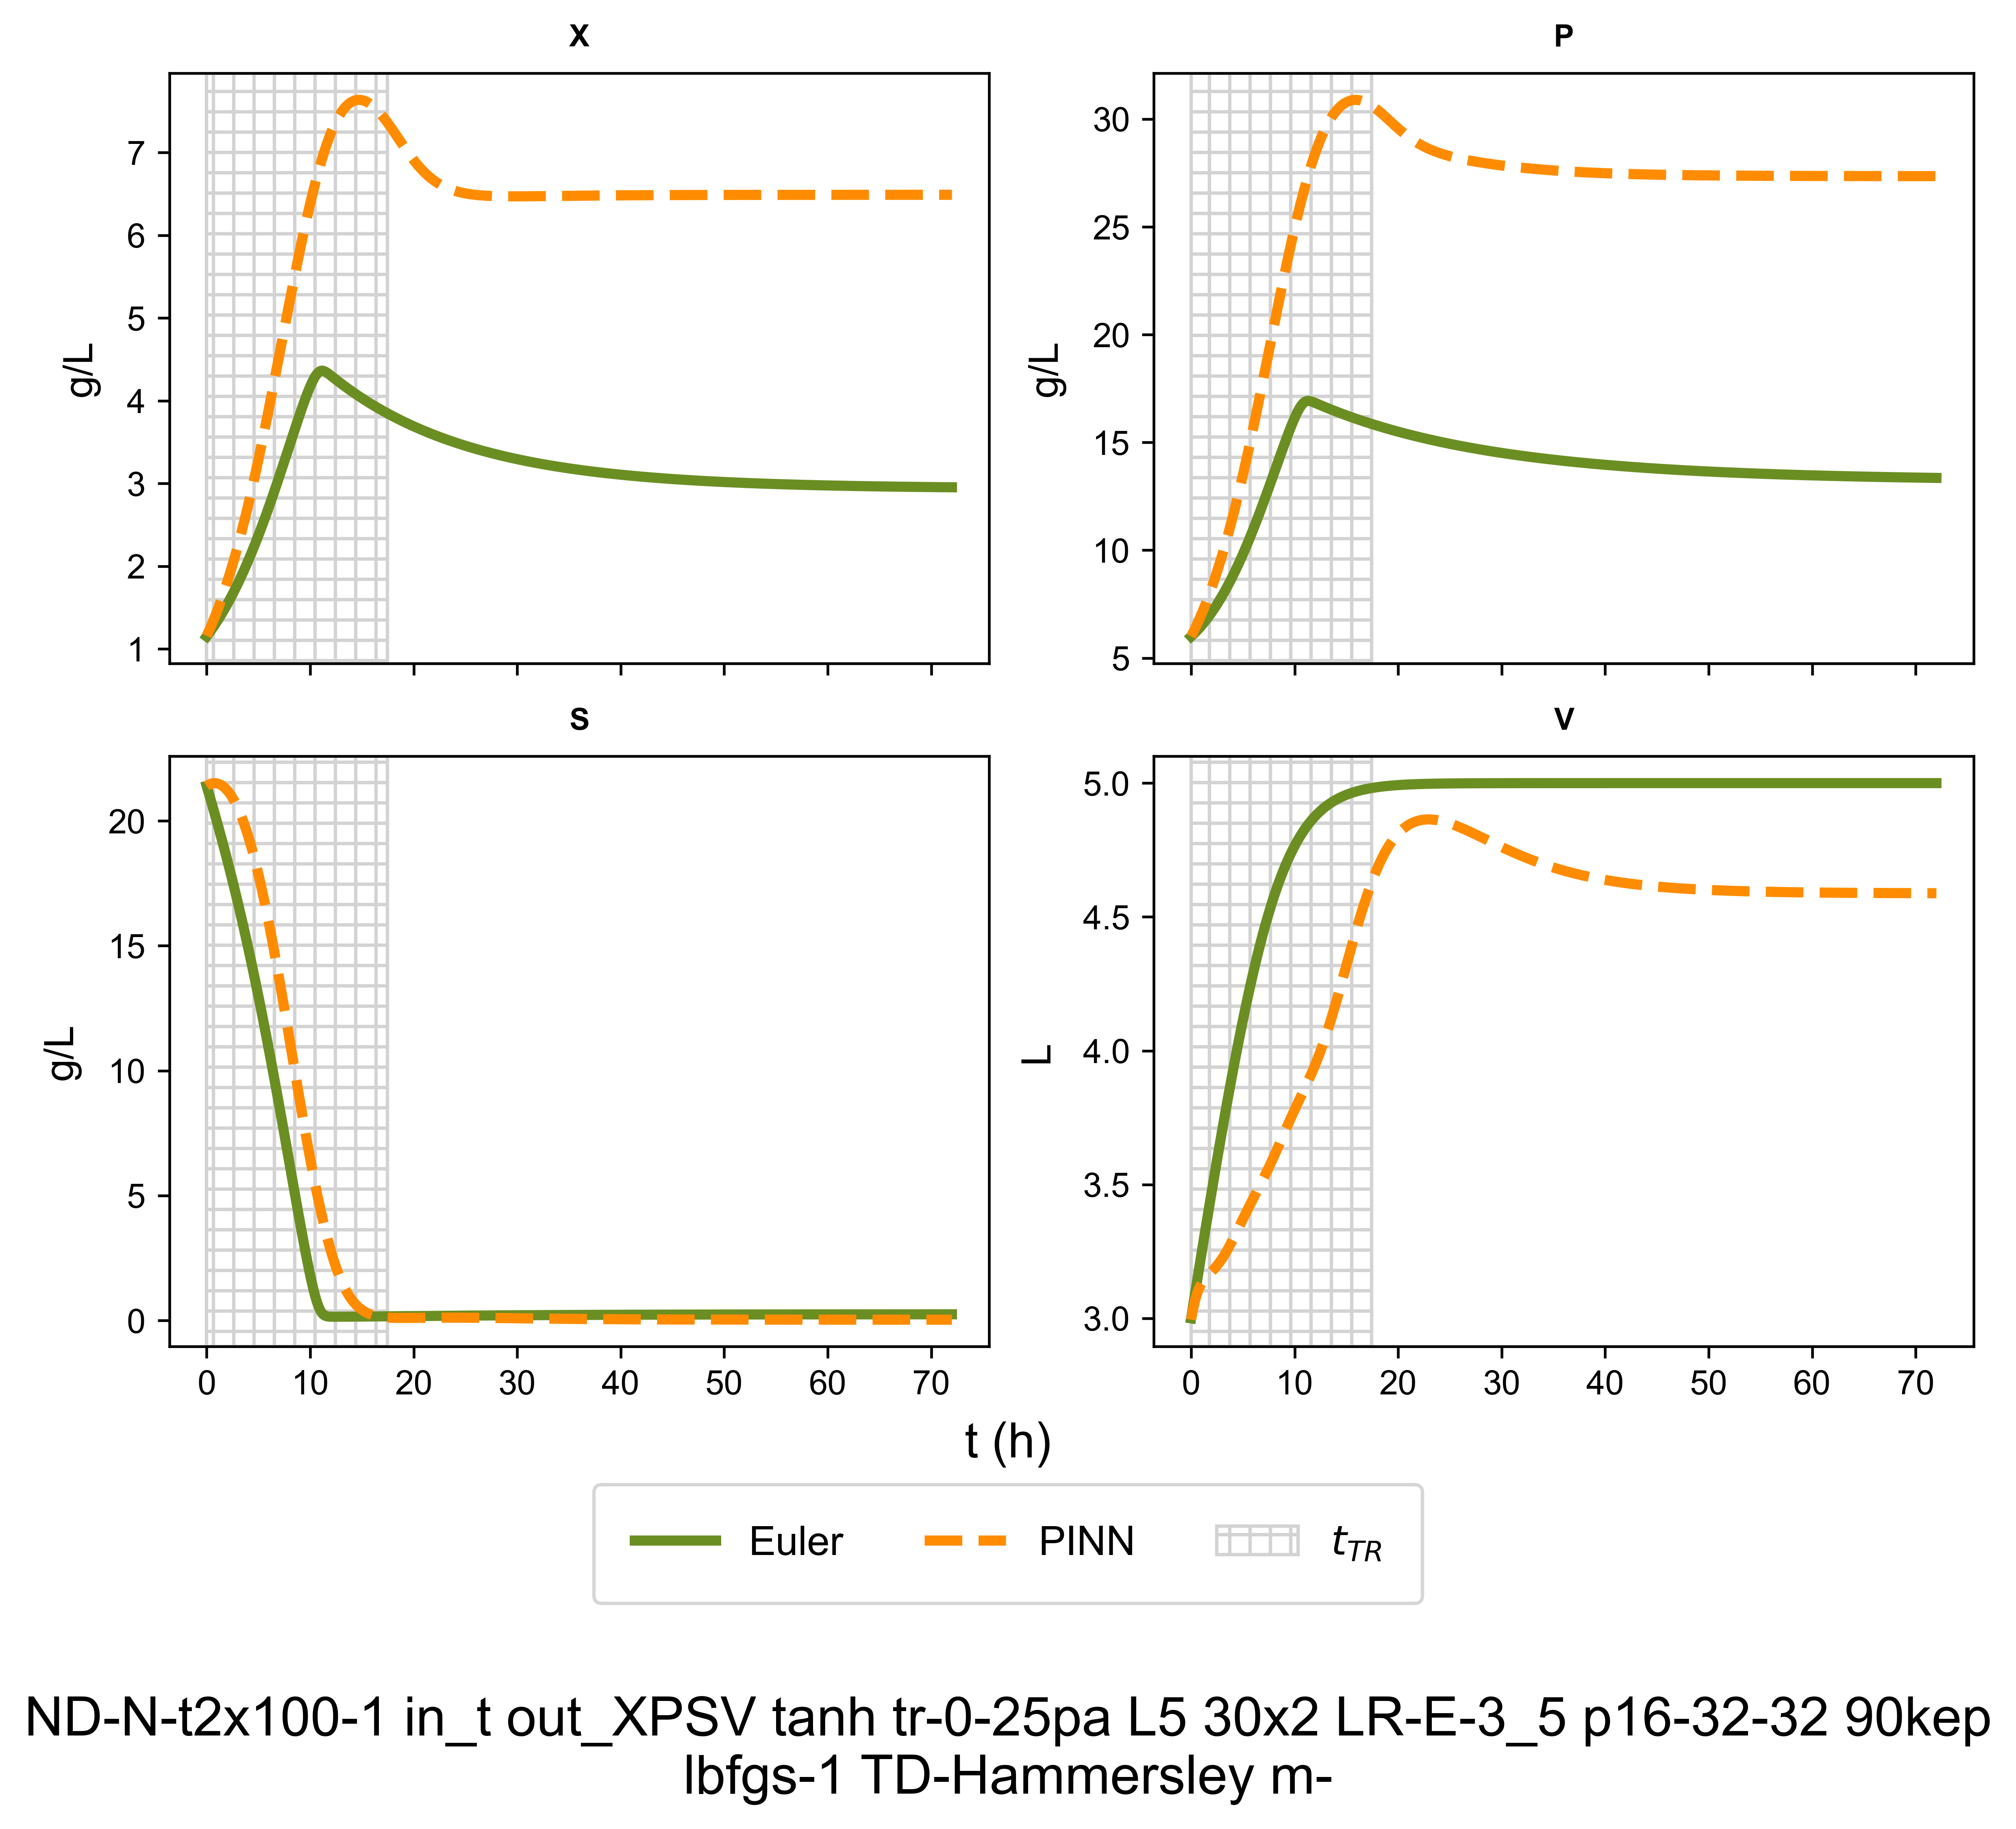 X
P
7
6
5
4
3
2
1
g/L
30
25
20
15
10
5
g/L
S
V
20
15
10
5
0
g/L
5.0
4.5
4.0
3.5
3.0
L
0 10 20 30 40 50 60 70
0 10 20 30 40 50 60 70
t (h)
Euler PINN t_TR
ND-N-t2x100-1 in_t out_XPSV tanh tr-0-25pa L5 30x2 LR-E-3_5 p16-32-32 90kep
lbfgs-1 TD-Hammersley m-